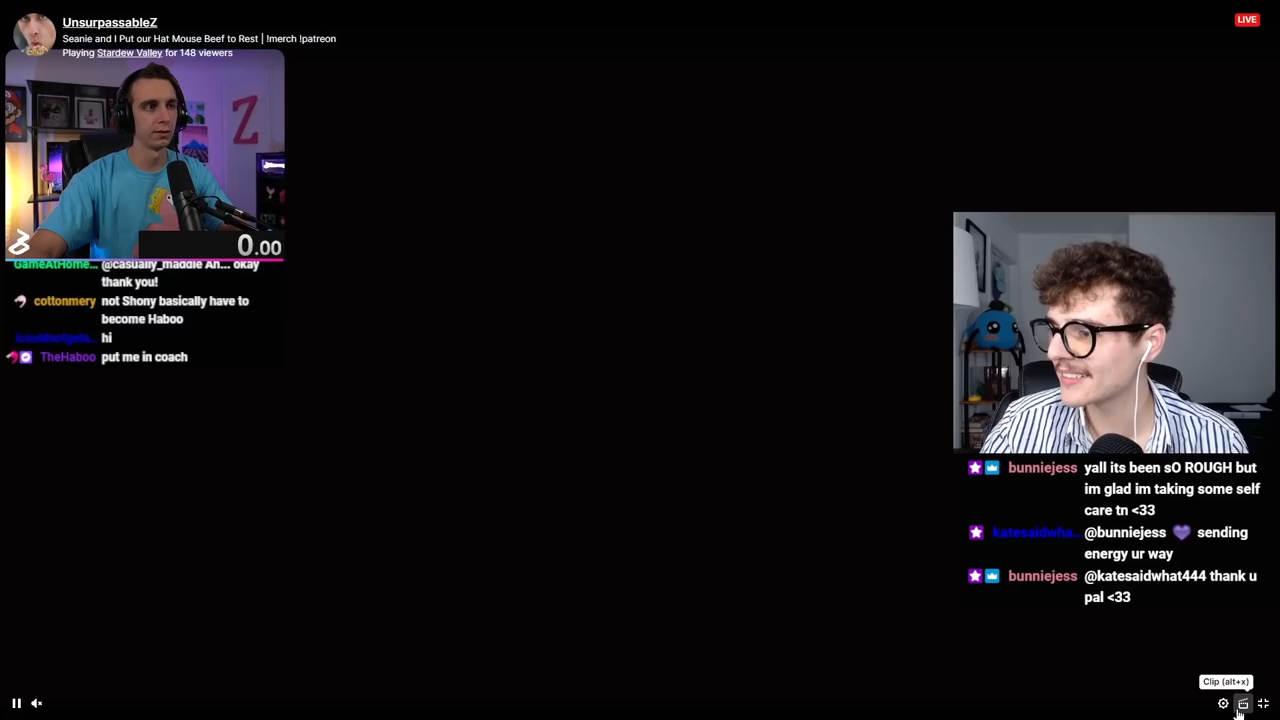 UnsurpassableZ
LIVE
Seanie and I Put our Hat Mouse Beef to Rest | !merch !patreon
Playing Stardew Valley for 148 viewers
Z
0.00
GameAtHome... @casually_maddie Ah... okay
thank you!
cottonmery not Shony basically have to
become Haboo
hi
TheHaboo put me in coach
bunniejess yall its been sO ROUGH but
im glad im taking some self
care tn <33
katesaidwha... @bunniejess sending
energy ur way
bunniejess @katesaidwhat444 thank u
pal <33
Clip (alt+x)